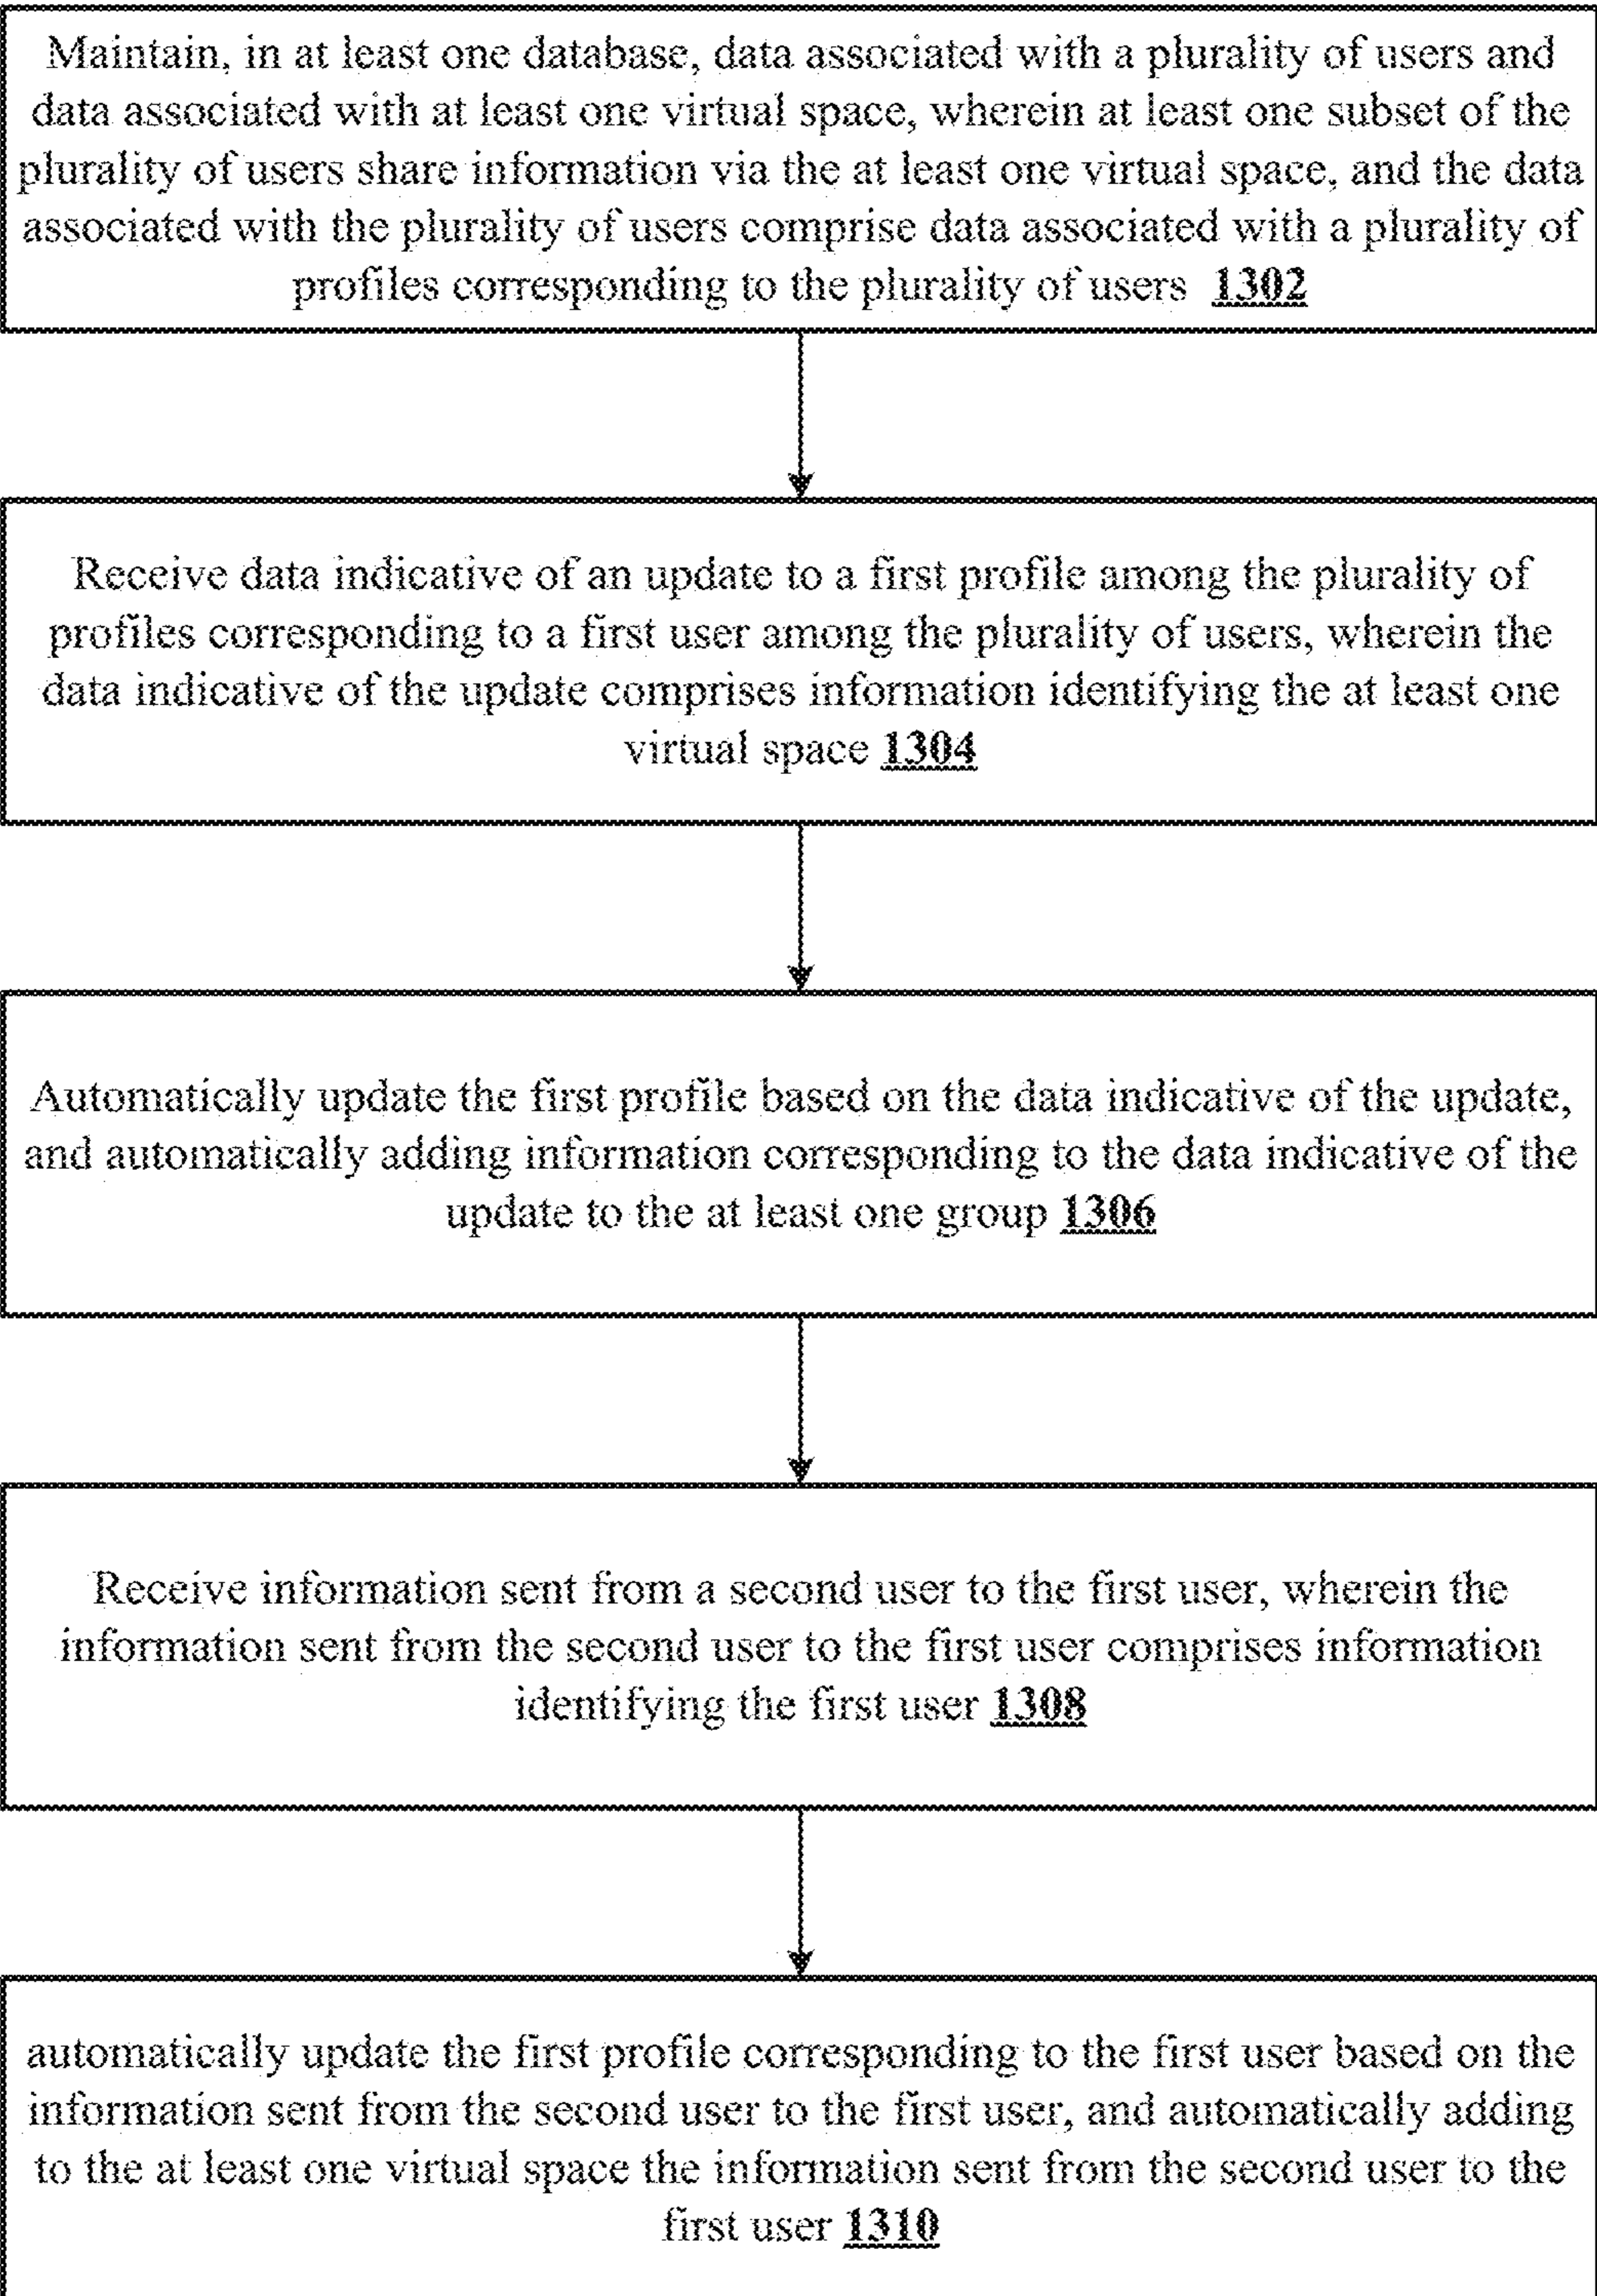 Maintain, in at least one database, data associated with a plurality of users and
data associated with at least one virtual space, wherein at least one subset of the
plurality of users share information via the at least one virtual space, and the data
associated with the plurality of users comprise data associated with a plurality of
profiles corresponding to the plurality of users 1302
Receive data indicative of an update to a first profile among the plurality of
profiles corresponding to a first user among the plurality of users, wherein the
data indicative of the update comprises information identifying the at least one
virtual space 1304
Automatically update the first profile based on the data indicative of the update,
and automatically adding information corresponding to the data indicative of the
update to the at least one group 1306
Receive information sent from a second user to the first user, wherein the
information sent from the second user to the first user comprises information
identifying the first user 1308
automatically update the first profile corresponding to the first user based on the
information sent from the second user to the first user, and automatically adding
to the at least one virtual space the information sent from the second user to the
first user 1310